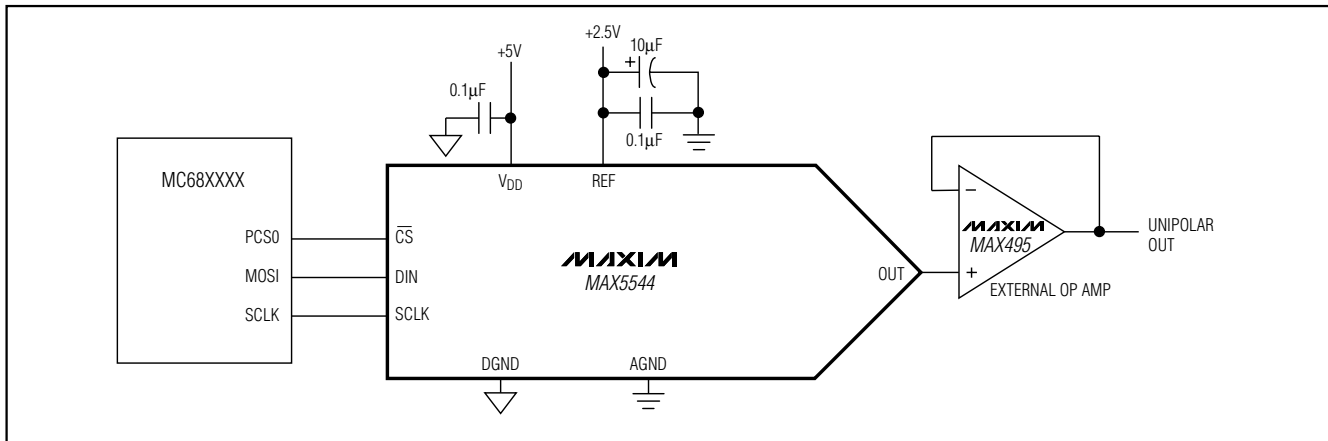 +2.5V
+5V
10µF
+
0.1µF
0.1µF
MC68XXXX
VDD
REF
PCS0
CS
MOSI
DIN
SCLK
SCLK
MAXIM
MAX5544
OUT
DGND
AGND
−
MAXIM
MAX495
+
UNIPOLAR
OUT
EXTERNAL OP AMP